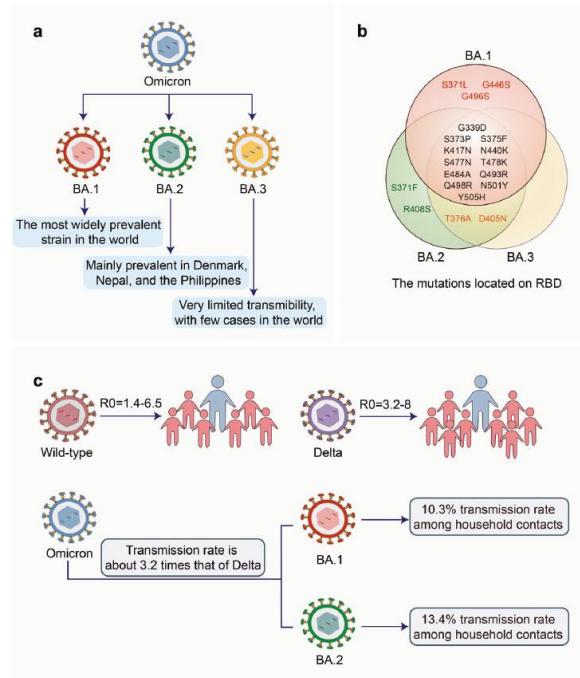 a
Omicron
BA.1
BA.2
BA.3
The most widely prevalent
strain in the world
Mainly prevalent in Denmark,
Nepal, and the Philippines
Very limited transmibility,
with few cases in the world
b
BA.1
S371L G446S
G496S
G339D
S373P S375F
K417N N440K
S477N T478K
E484A Q493R
Q498R N501Y
Y505H
S371F
R408S
T376A D405N
BA.2
BA.3
The mutations located on RBD
c
R0=1.4-6.5
Wild-type
R0=3.2-8
Delta
Omicron
Transmission rate is
about 3.2 times that of Delta
BA.1
10.3% transmission rate
among household contacts
BA.2
13.4% transmission rate
among household contacts